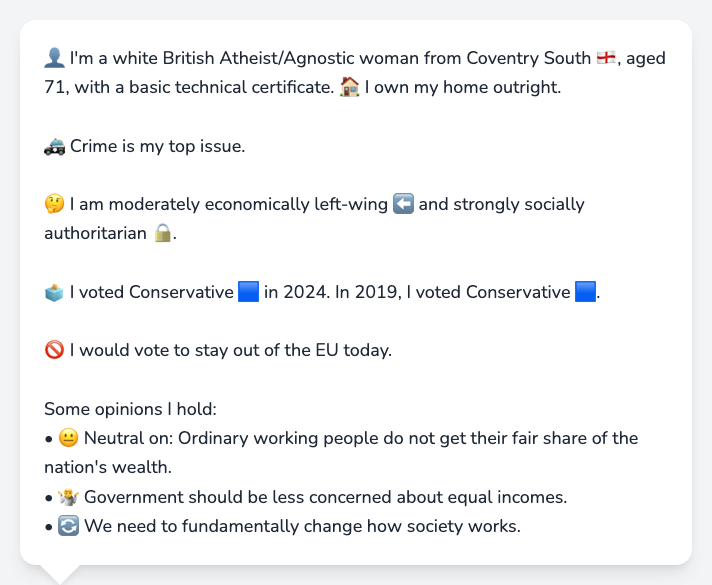 👤 I'm a white British Atheist/Agnostic woman from Coventry South 🏴󠁧󠁢󠁥󠁮󠁧󠁿, aged
71, with a basic technical certificate. 🏠 I own my home outright.
🚓 Crime is my top issue.
🤔 I am moderately economically left-wing ⬅️ and strongly socially
authoritarian 🔒.
🗳️ I voted Conservative 🟦 in 2024. In 2019, I voted Conservative 🟦.
🚫 I would vote to stay out of the EU today.
Some opinions I hold:
• 😐 Neutral on: Ordinary working people do not get their fair share of the
nation's wealth.
• 🤷 Government should be less concerned about equal incomes.
• 🔄 We need to fundamentally change how society works.